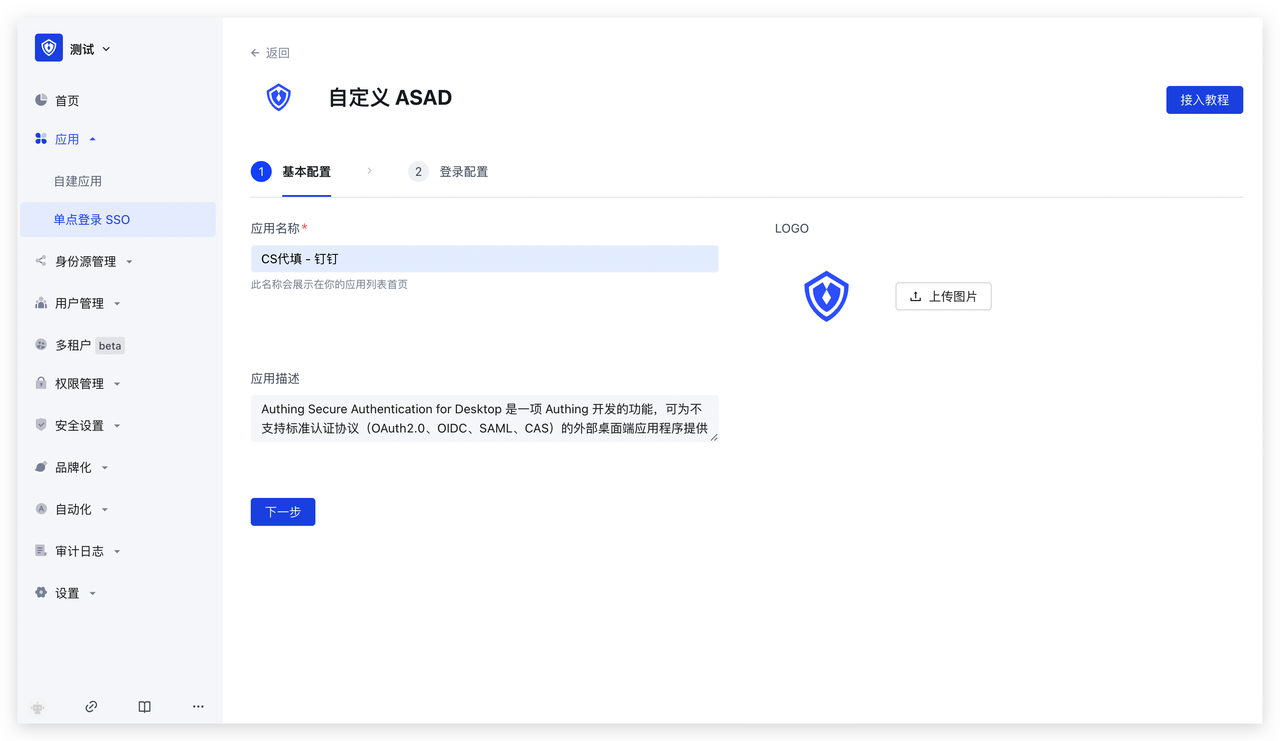 测试
首页
应用
自建应用
单点登录 SSO
身份源管理
用户管理
多租户 beta
权限管理
安全设置
品牌化
自动化
审计日志
设置
返回
自定义 ASAD
接入教程
1 基本配置
2 登录配置
应用名称*
CS代填 - 钉钉
此名称会展示在你的应用列表首页
LOGO
上传图片
应用描述
Authing Secure Authentication for Desktop 是一项 Authing 开发的功能，可为不
支持标准认证协议（OAuth2.0、OIDC、SAML、CAS）的外部桌面端应用程序提供
下一步